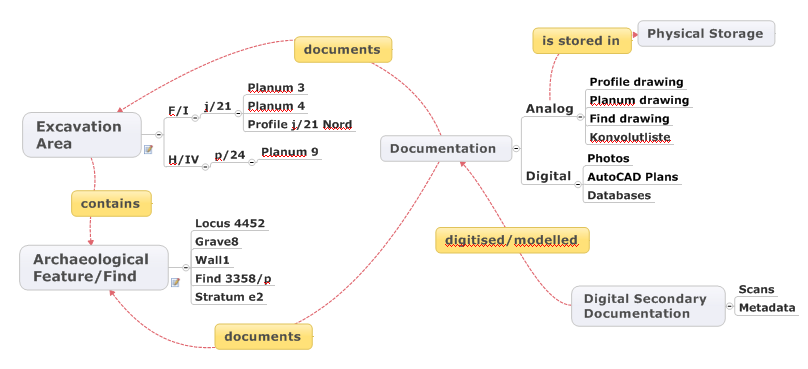 documents
is stored in
Physical Storage
Excavation
Area
F/I
j/21
Planum 3
Planum 4
Profile j/21 Nord
H/IV
p/24
Planum 9
contains
Archaeological
Feature/Find
Locus 4452
Grave8
Wall1
Find 3358/p
Stratum e2
documents
Documentation
Analog
Profile drawing
Planum drawing
Find drawing
Konvolutliste
Digital
Photos
AutoCAD Plans
Databases
digitised/modelled
Digital Secondary
Documentation
Scans
Metadata